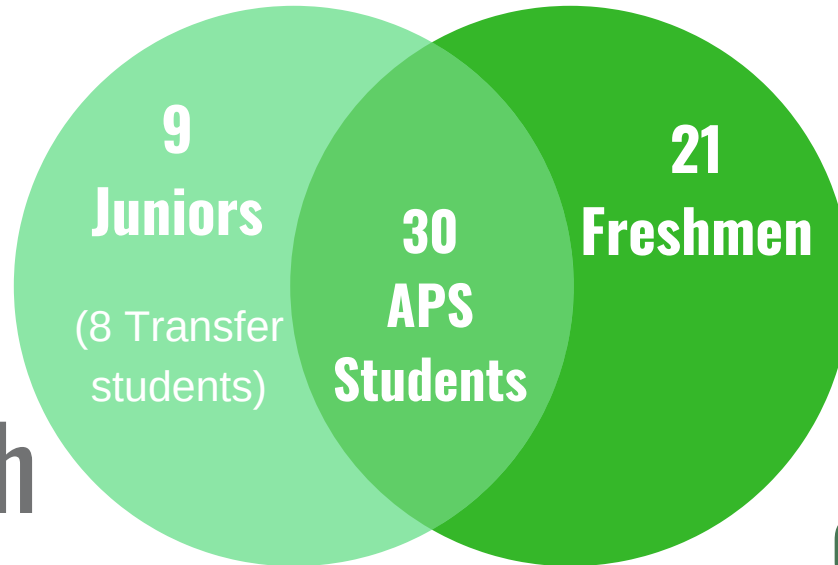 9
Juniors
(8 Transfer
students)
30
APS
Students
21
Freshmen
h